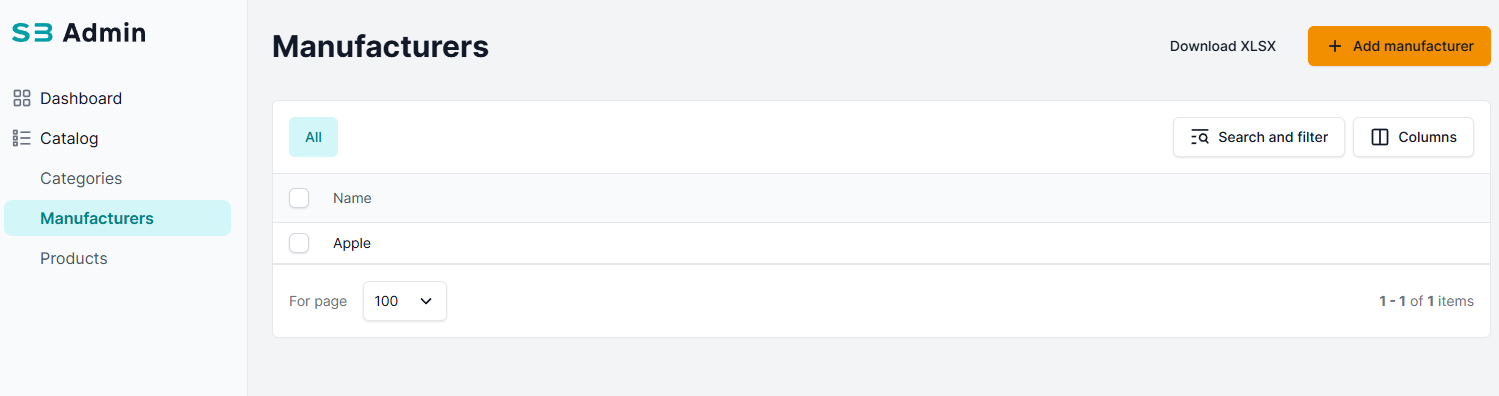 SB Admin
Dashboard
Catalog
Categories
Manufacturers
Products
Manufacturers
Download XLSX
+ Add manufacturer
All
Search and filter
Columns
Name
Apple
For page 100
1 - 1 of 1 items